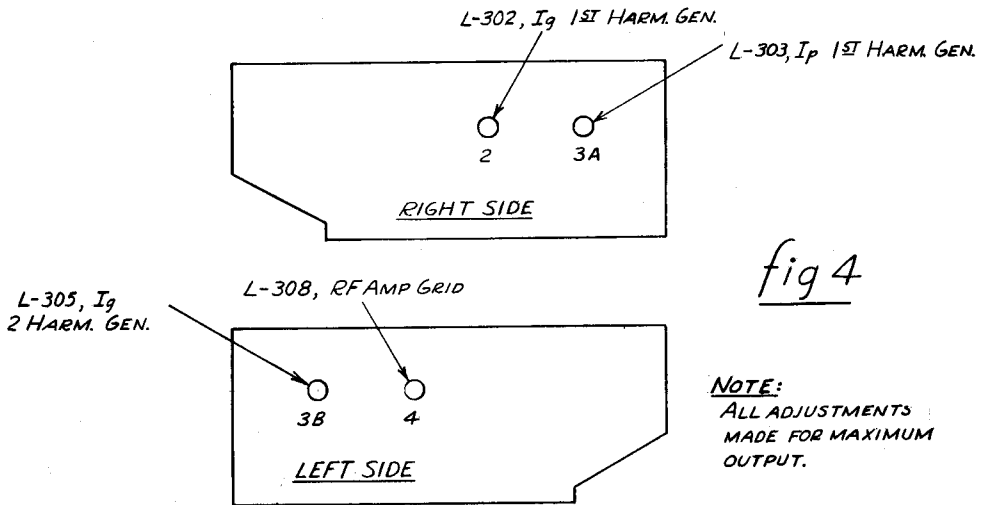 L-302, Ig 1ST HARM. GEN.
L-303, Ip 1ST HARM. GEN.
2
3A
RIGHT SIDE
fig 4
L-305, Ig
2 HARM. GEN.
L-308, RF AMP GRID
3B
4
LEFT SIDE
NOTE:
ALL ADJUSTMENTS
MADE FOR MAXIMUM
OUTPUT.